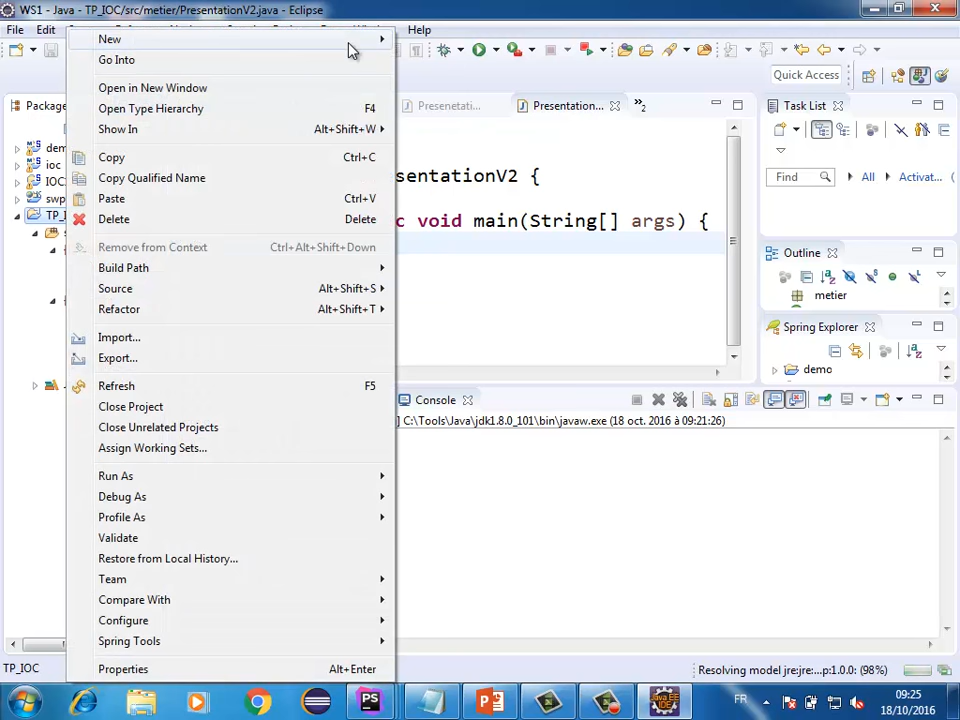 WS1 - Java - TP_IOC/src/metier/PresentationV2.java - Eclipse
File
Edit
Help
New
Go Into
Open in New Window
Open Type Hierarchy F4
Show In Alt+Shift+W
Copy Ctrl+C
Copy Qualified Name
Paste Ctrl+V
Delete Delete
Remove from Context Ctrl+Alt+Shift+Down
Build Path
Source Alt+Shift+S
Refactor Alt+Shift+T
Import...
Export...
Refresh F5
Close Project
Close Unrelated Projects
Assign Working Sets...
Run As
Debug As
Profile As
Validate
Restore from Local History...
Team
Compare With
Configure
Spring Tools
Properties Alt+Enter
Quick Access
Packag
dem
ioc
IOC
swp
TP_I
Presenetati...
Presentation...
2
sentationV2 {
c void main(String[] args) {
Task List
Find
All
Activat...
Outline
metier
Spring Explorer
demo
Console
] C:\Tools\Java\jdk1.8.0_101\bin\javaw.exe (18 oct. 2016 à 09:21:26)
TP_IOC
Resolving model jre:jre:...p:1.0.0: (98%)
PS
Java EE
IDE
FR
09:25
18/10/2016